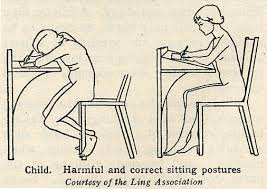 Child. Harmful and correct sitting postures
Courtesy of the Ling Association